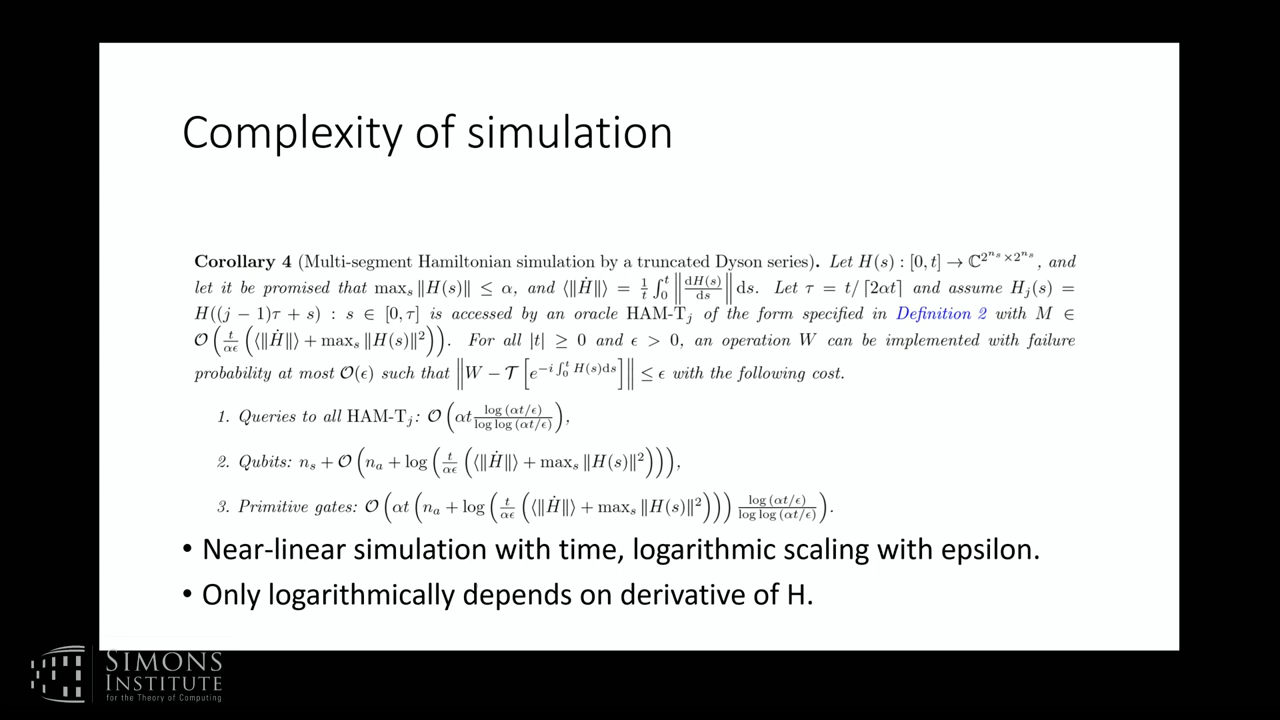 Complexity of simulation
Corollary 4 (Multi-segment Hamiltonian simulation by a truncated Dyson series). Let H(s) : [0, t] → ℂ^{2^{n_s}×2^{n_s}}, and
let it be promised that max_s ‖H(s)‖ ≤ α, and ⟨‖Ḣ‖⟩ = 1/t ∫_0^t ‖dH(s)/ds‖ ds. Let τ = t/⌈2αt⌉ and assume H_j(s) =
H((j − 1)τ + s) : s ∈ [0, τ] is accessed by an oracle HAM-T_j of the form specified in Definition 2 with M ∈
𝒪(t/αϵ (⟨‖Ḣ‖⟩ + max_s ‖H(s)‖²)). For all |t| ≥ 0 and ϵ > 0, an operation W can be implemented with failure
probability at most 𝒪(ϵ) such that ‖W − 𝒯[e^{−i ∫_0^t H(s)ds}]‖ ≤ ϵ with the following cost.
1. Queries to all HAM-T_j: 𝒪(αt log (αt/ϵ)/log log (αt/ϵ)),
2. Qubits: n_s + 𝒪(n_a + log(t/αϵ (⟨‖Ḣ‖⟩ + max_s ‖H(s)‖²))),
3. Primitive gates: 𝒪(αt(n_a + log(t/αϵ (⟨‖Ḣ‖⟩ + max_s ‖H(s)‖²))) log (αt/ϵ)/log log (αt/ϵ)).
• Near-linear simulation with time, logarithmic scaling with epsilon.
• Only logarithmically depends on derivative of H.
SIMONS
INSTITUTE
for the Theory of Computing